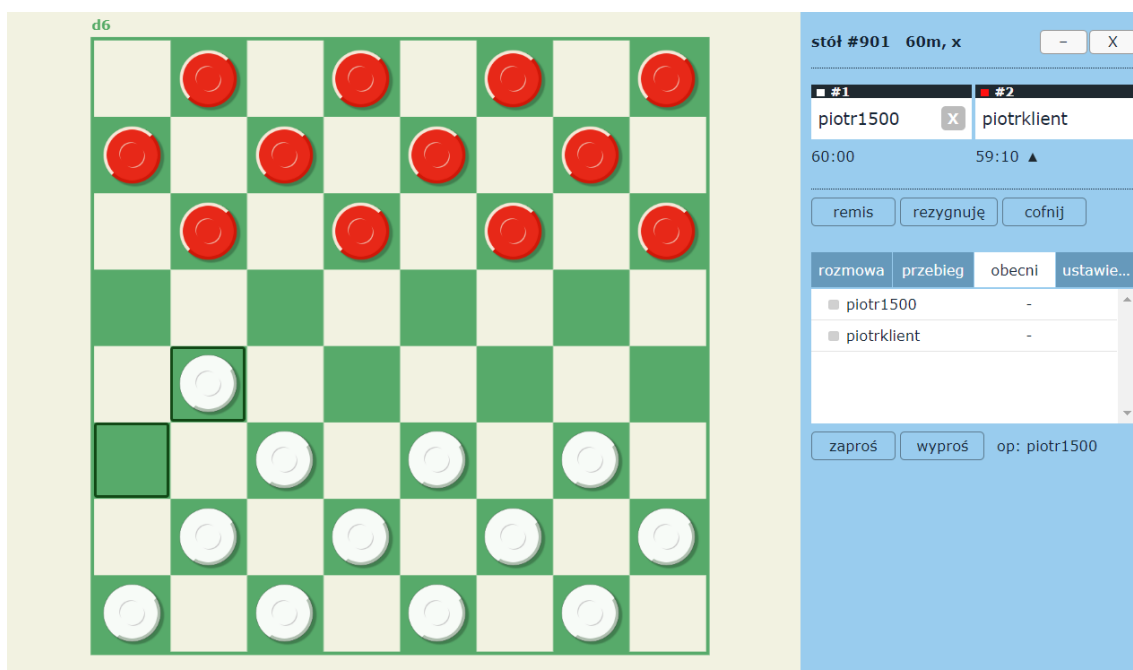 d6
stół #901 60m, x – X
#1 #2
piotr1500 X piotrklient
60:00 59:10 ▲
remis rezygnuję cofnij
rozmowa przebieg obecni ustawie...
piotr1500 -
piotrklient -
zaproś wyproś op: piotr1500